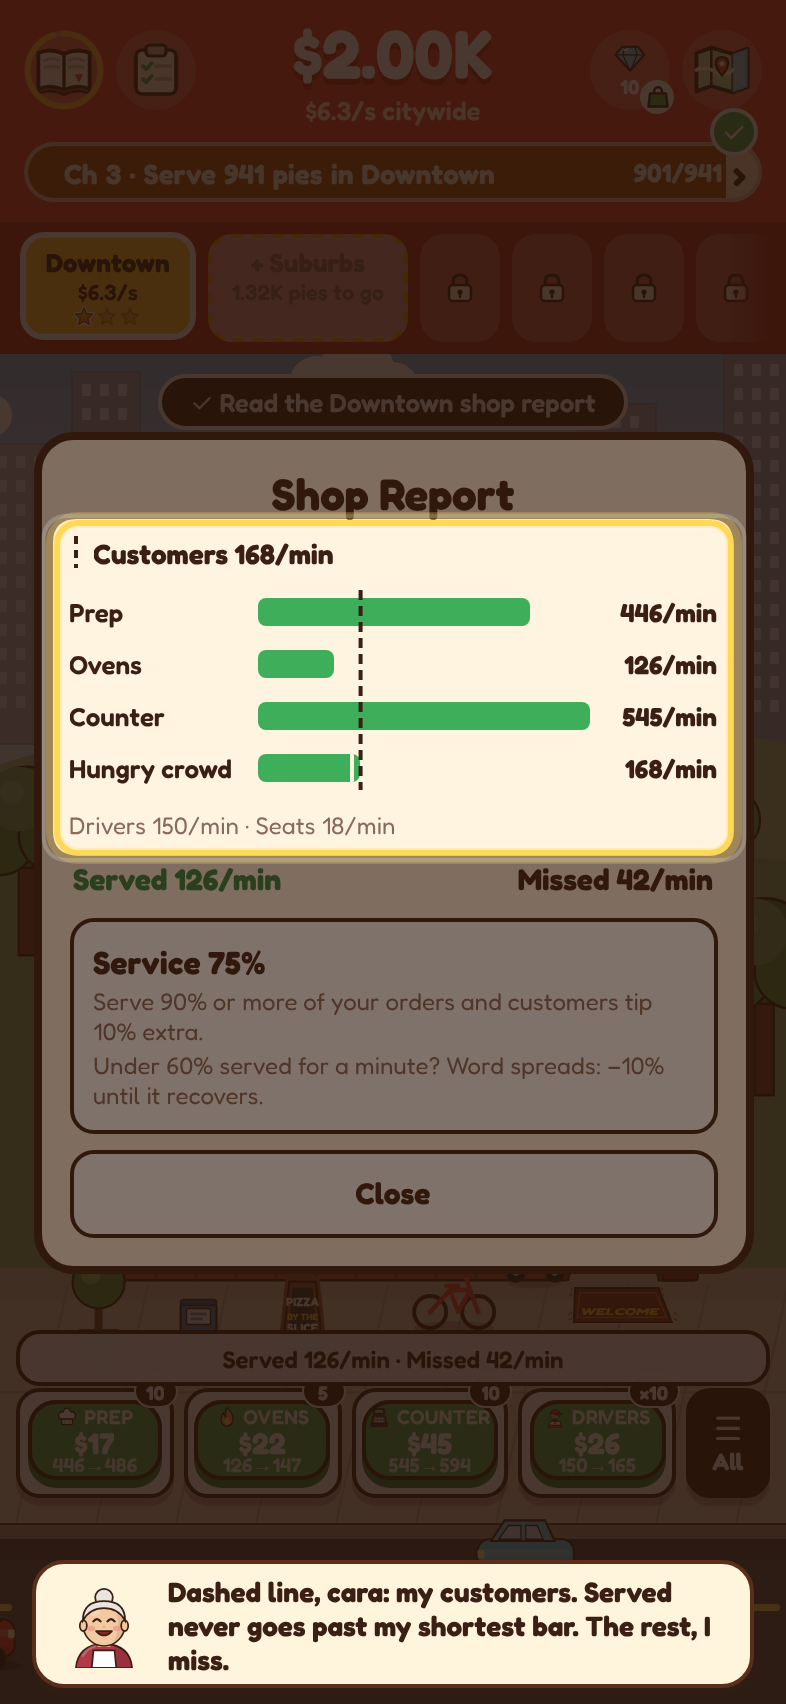 $2.00K
10
$6.3/s citywide
Ch 3 · Serve 941 pies in Downtown
901/941
Downtown
$6.3/s
+ Suburbs
1.32K pies to go
✓ Read the Downtown shop report
Shop Report
Customers 168/min
Prep
446/min
Ovens
126/min
Counter
545/min
Hungry crowd
168/min
Drivers 150/min · Seats 18/min
Served 126/min
Missed 42/min
Service 75%
Serve 90% or more of your orders and customers tip
10% extra.
Under 60% served for a minute? Word spreads: –10%
until it recovers.
Close
PIZZA
BY THE
SLICE
WELCOME
Served 126/min · Missed 42/min
10
PREP
$17
446→486
5
OVENS
$22
126→147
10
COUNTER
$45
545→594
x10
DRIVERS
$26
150→165
All
Dashed line, cara: my customers. Served
never goes past my shortest bar. The rest, I
miss.